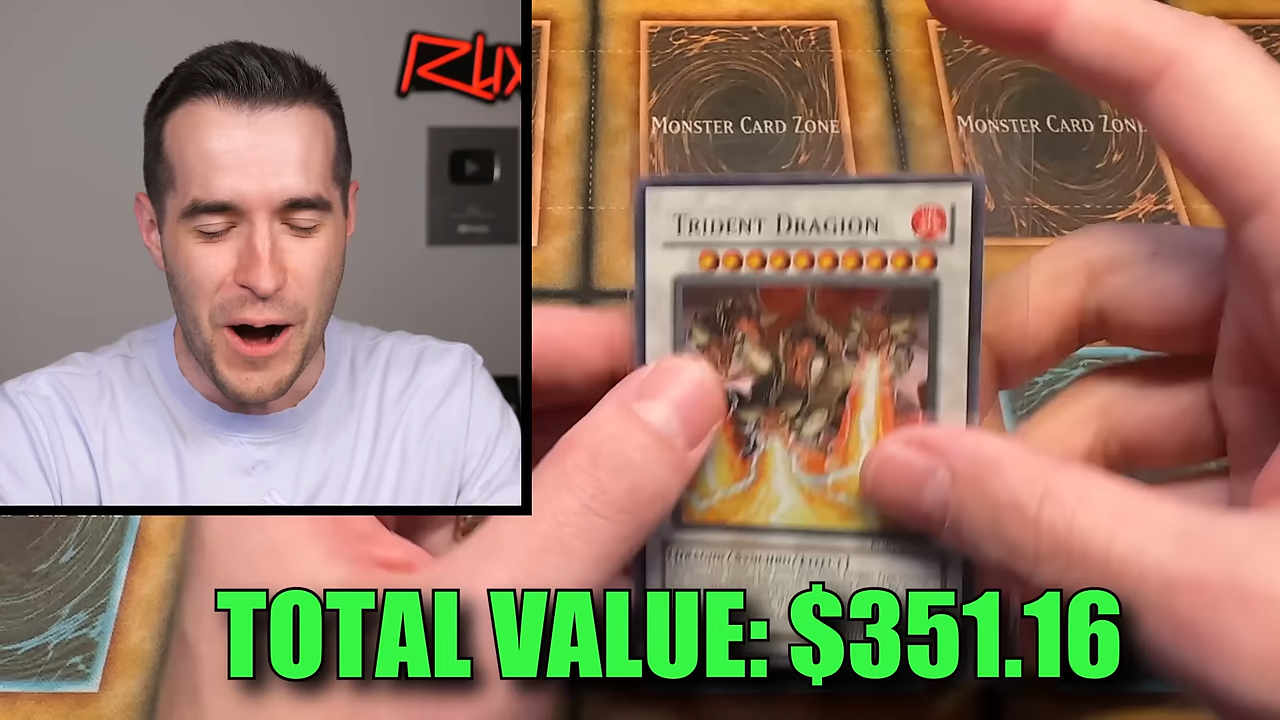 MONSTER CARD ZONE
MONSTER CARD ZONE
TRIDENT DRAGION
TOTAL VALUE: $351.16